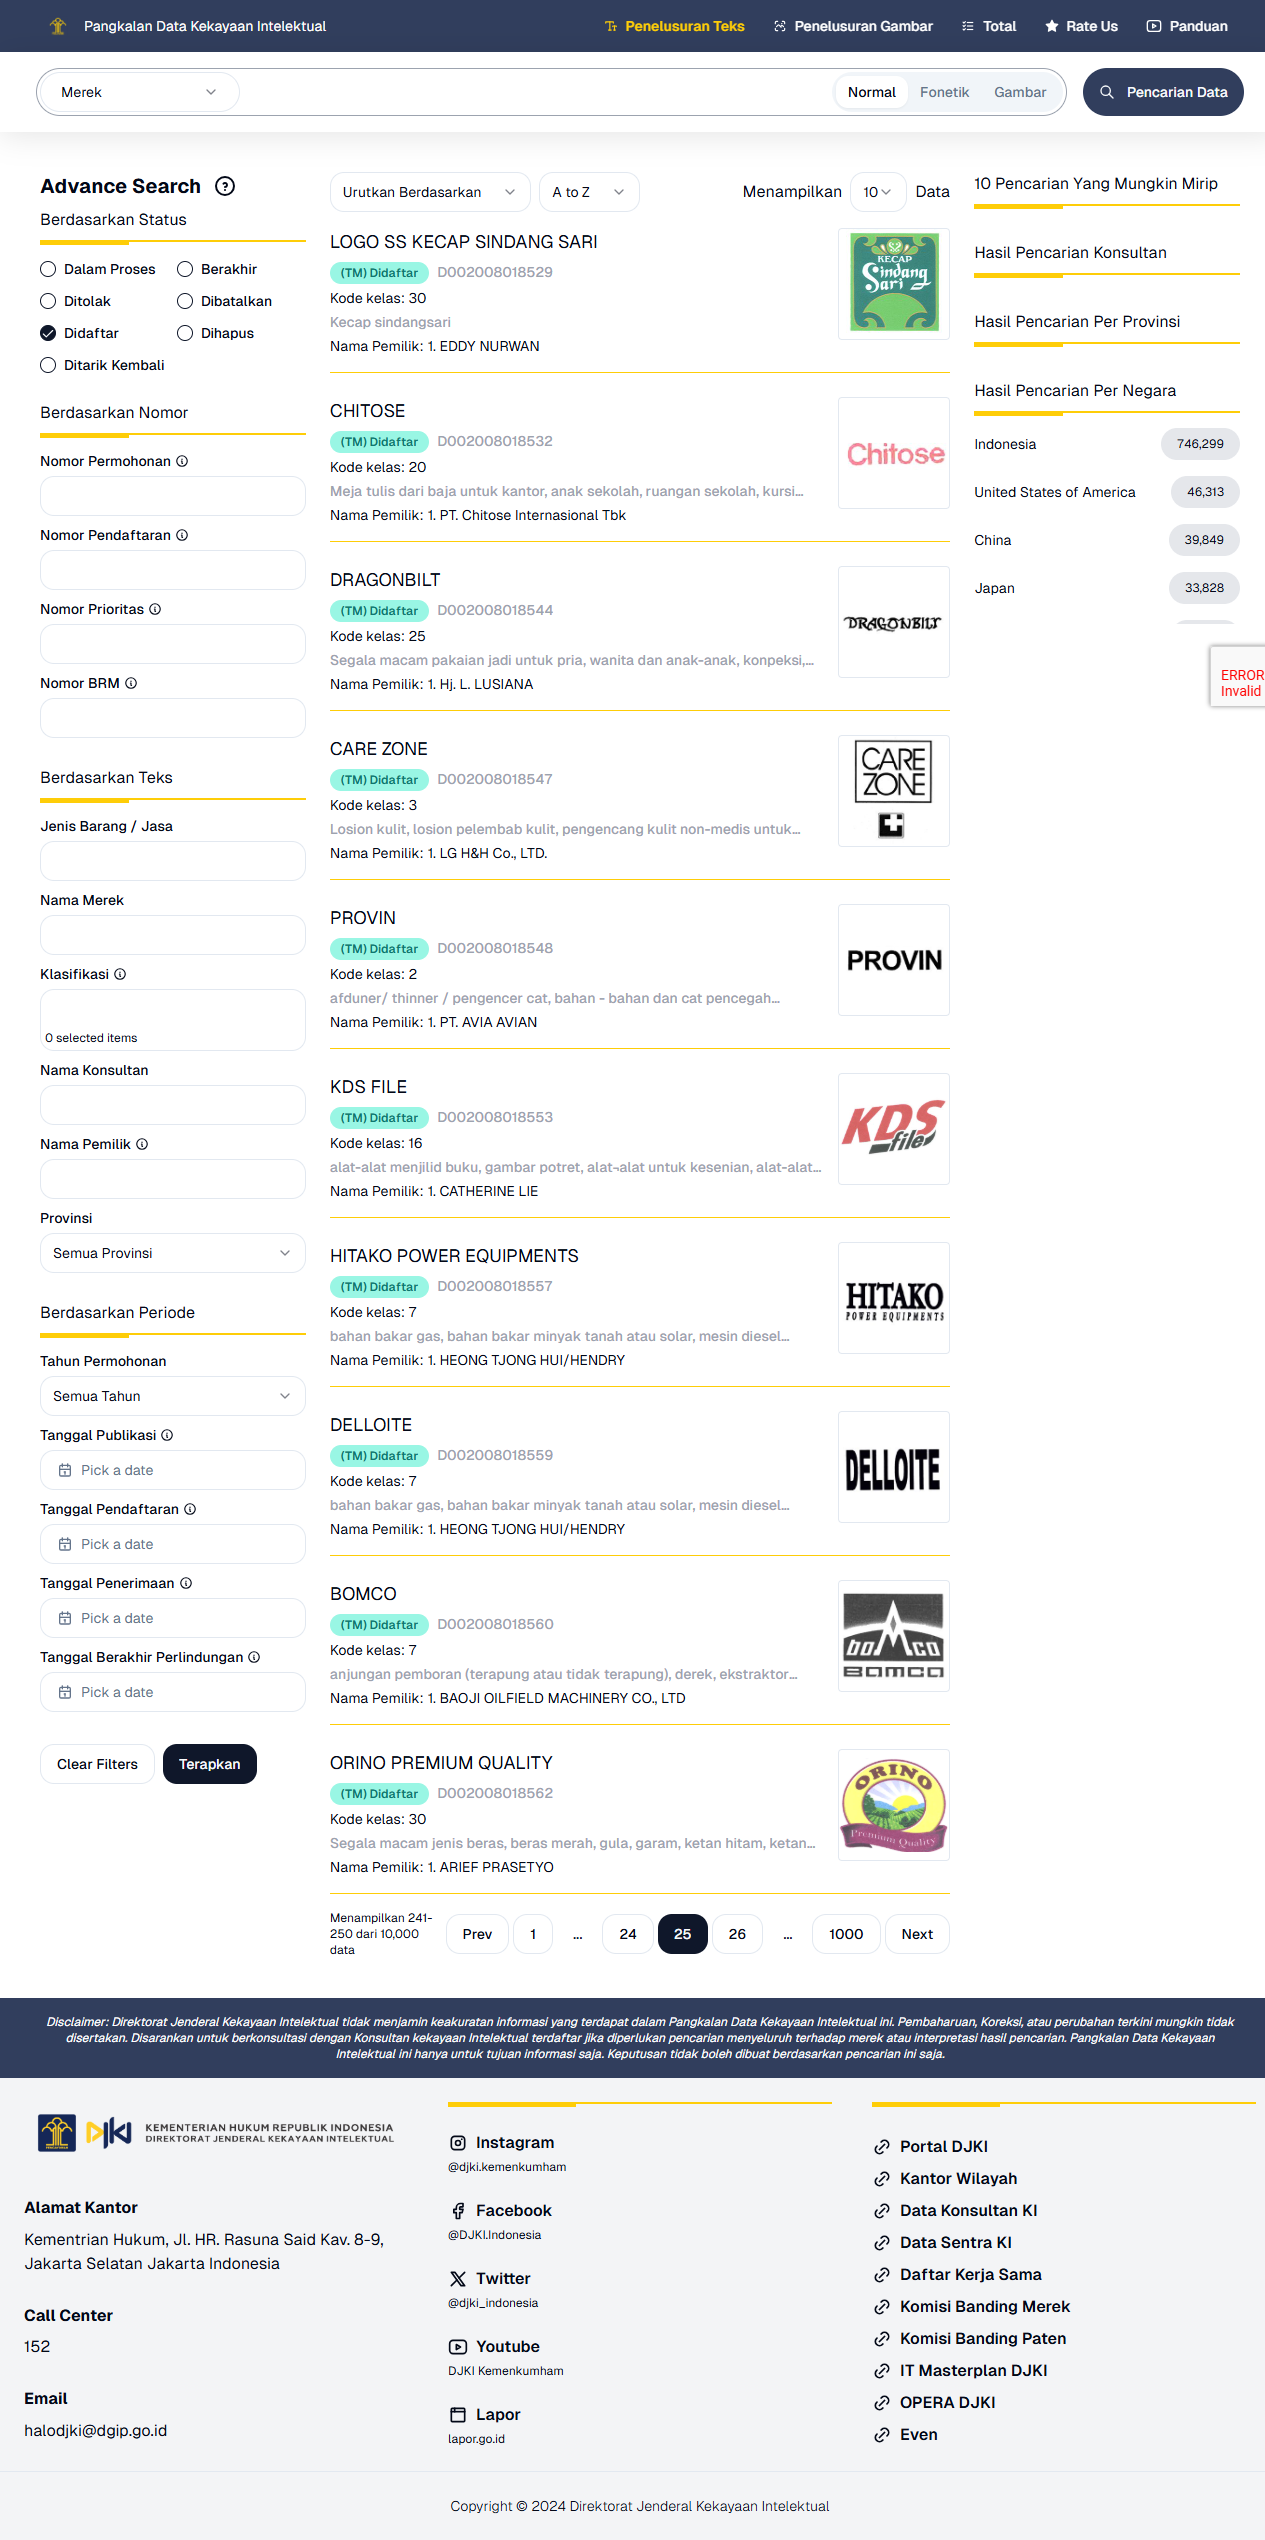 Pangkalan Data Kekayaan Intelektual
Penelusuran Teks
Penelusuran Gambar
Total
Rate Us
Panduan
Merek
Normal
Fonetik
Gambar
Pencarian Data
Advance Search
Berdasarkan Status
Dalam Proses
Berakhir
Ditolak
Dibatalkan
Didaftar
Dihapus
Ditarik Kembali
Berdasarkan Nomor
Nomor Permohonan
Nomor Pendaftaran
Nomor Prioritas
Nomor BRM
Berdasarkan Teks
Jenis Barang / Jasa
Nama Merek
Klasifikasi
0 selected items
Nama Konsultan
Nama Pemilik
Provinsi
Semua Provinsi
Berdasarkan Periode
Tahun Permohonan
Semua Tahun
Tanggal Publikasi
Pick a date
Tanggal Pendaftaran
Pick a date
Tanggal Penerimaan
Pick a date
Tanggal Berakhir Perlindungan
Pick a date
Clear Filters
Terapkan
Urutkan Berdasarkan
A to Z
Menampilkan
10
Data
LOGO SS KECAP SINDANG SARI
(TM) Didaftar D002008018529
Kode kelas: 30
Kecap sindangsari
Nama Pemilik: 1. EDDY NURWAN
KECAP
Sindang
Sari
CHITOSE
(TM) Didaftar D002008018532
Kode kelas: 20
Meja tulis dari baja untuk kantor, anak sekolah, ruangan sekolah, kursi...
Nama Pemilik: 1. PT. Chitose Internasional Tbk
Chitose
DRAGONBILT
(TM) Didaftar D002008018544
Kode kelas: 25
Segala macam pakaian jadi untuk pria, wanita dan anak-anak, konpeksi,...
Nama Pemilik: 1. Hj. L. LUSIANA
DRAGONBILT
CARE ZONE
(TM) Didaftar D002008018547
Kode kelas: 3
Losion kulit, losion pelembab kulit, pengencang kulit non-medis untuk...
Nama Pemilik: 1. LG H&H Co., LTD.
CARE
ZONE
PROVIN
(TM) Didaftar D002008018548
Kode kelas: 2
afduner/ thinner / pengencer cat, bahan - bahan dan cat pencegah...
Nama Pemilik: 1. PT. AVIA AVIAN
PROVIN
KDS FILE
(TM) Didaftar D002008018553
Kode kelas: 16
alat-alat menjilid buku, gambar potret, alat¬alat untuk kesenian, alat-alat...
Nama Pemilik: 1. CATHERINE LIE
KDS
file
HITAKO POWER EQUIPMENTS
(TM) Didaftar D002008018557
Kode kelas: 7
bahan bakar gas, bahan bakar minyak tanah atau solar, mesin diesel...
Nama Pemilik: 1. HEONG TJONG HUI/HENDRY
HITAKO
POWER EQUIPMENTS
DELLOITE
(TM) Didaftar D002008018559
Kode kelas: 7
bahan bakar gas, bahan bakar minyak tanah atau solar, mesin diesel...
Nama Pemilik: 1. HEONG TJONG HUI/HENDRY
DELLOITE
BOMCO
(TM) Didaftar D002008018560
Kode kelas: 7
anjungan pemboran (terapung atau tidak terapung), derek, ekstraktor...
Nama Pemilik: 1. BAOJI OILFIELD MACHINERY CO., LTD
boMco
BOMCO
ORINO PREMIUM QUALITY
(TM) Didaftar D002008018562
Kode kelas: 30
Segala macam jenis beras, beras merah, gula, garam, ketan hitam, ketan...
Nama Pemilik: 1. ARIEF PRASETYO
ORINO
Premium Quality
Menampilkan 241-
250 dari 10,000
data
Prev
1
...
24
25
26
...
1000
Next
10 Pencarian Yang Mungkin Mirip
Hasil Pencarian Konsultan
Hasil Pencarian Per Provinsi
Hasil Pencarian Per Negara
Indonesia 746,299
United States of America 46,313
China 39,849
Japan 33,828
ERROR
Invalid
Disclaimer: Direktorat Jenderal Kekayaan Intelektual tidak menjamin keakuratan informasi yang terdapat dalam Pangkalan Data Kekayaan Intelektual ini. Pembaharuan, Koreksi, atau perubahan terkini mungkin tidak
disertakan. Disarankan untuk berkonsultasi dengan Konsultan kekayaan Intelektual terdaftar jika diperlukan pencarian menyeluruh terhadap merek atau interpretasi hasil pencarian. Pangkalan Data Kekayaan
Intelektual ini hanya untuk tujuan informasi saja. Keputusan tidak boleh dibuat berdasarkan pencarian ini saja.
KEMENTERIAN HUKUM REPUBLIK INDONESIA
DIREKTORAT JENDERAL KEKAYAAN INTELEKTUAL
Alamat Kantor
Kementrian Hukum, Jl. HR. Rasuna Said Kav. 8-9,
Jakarta Selatan Jakarta Indonesia
Call Center
152
Email
halodjki@dgip.go.id
Instagram
@djki.kemenkumham
Facebook
@DJKI.Indonesia
Twitter
@djki_indonesia
Youtube
DJKI Kemenkumham
Lapor
lapor.go.id
Portal DJKI
Kantor Wilayah
Data Konsultan KI
Data Sentra KI
Daftar Kerja Sama
Komisi Banding Merek
Komisi Banding Paten
IT Masterplan DJKI
OPERA DJKI
Even
Copyright © 2024 Direktorat Jenderal Kekayaan Intelektual